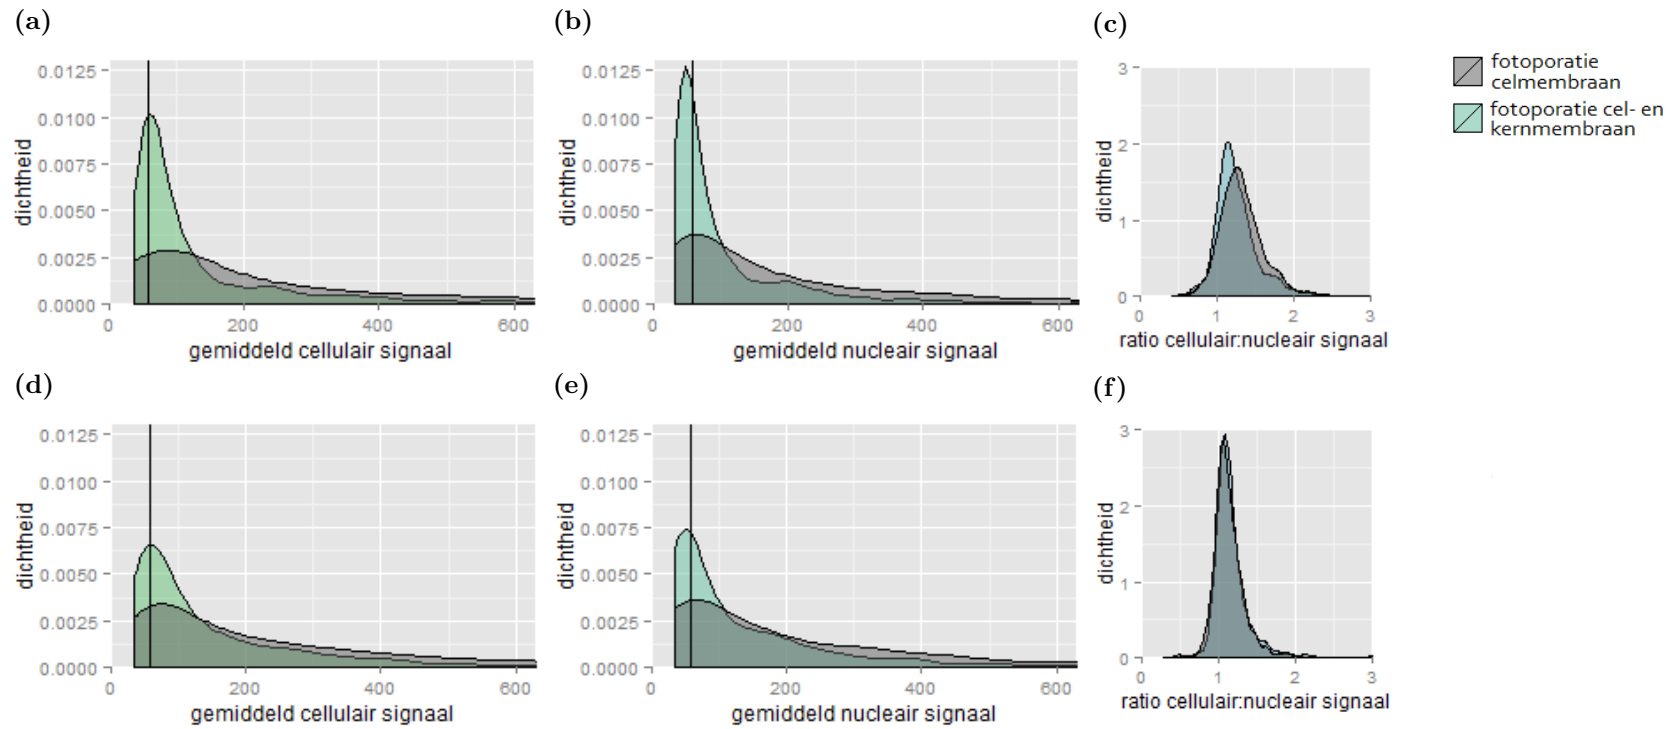 (a)
(b)
(c)
0.0125
0.0100
0.0075
0.0050
0.0025
0.0000
dichtheid
0
200
400
600
gemiddeld cellulair signaal
0.0125
0.0100
0.0075
0.0050
0.0025
0.0000
dichtheid
0
200
400
600
gemiddeld nucleair signaal
3
2
1
0
dichtheid
0
1
2
3
ratio cellulair:nucleair signaal
fotoporatie
celmembraan
fotoporatie cel- en
kernmembraan
(d)
(e)
(f)
0.0125
0.0100
0.0075
0.0050
0.0025
0.0000
dichtheid
0
200
400
600
gemiddeld cellulair signaal
0.0125
0.0100
0.0075
0.0050
0.0025
0.0000
dichtheid
0
200
400
600
gemiddeld nucleair signaal
3
2
1
0
dichtheid
0
1
2
3
ratio cellulair:nucleair signaal